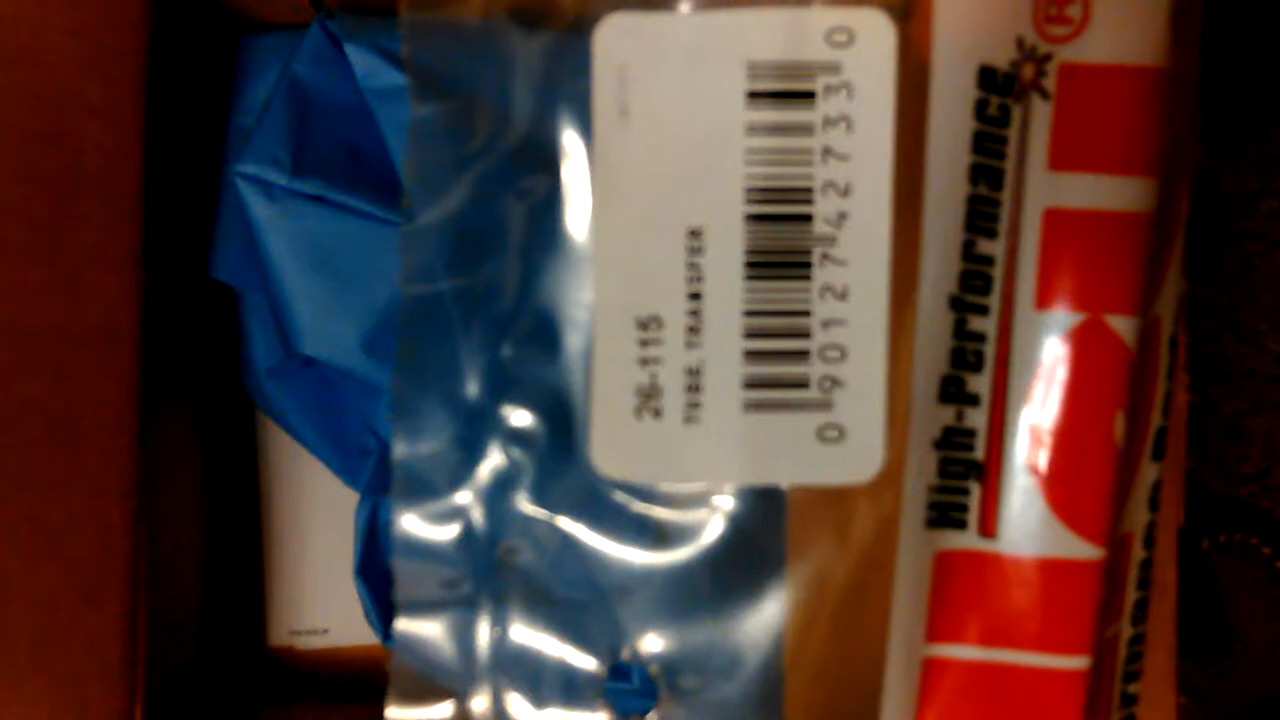 26-115
TUBE, TRANSFER
0 90127 42733 0
High-Performance
®